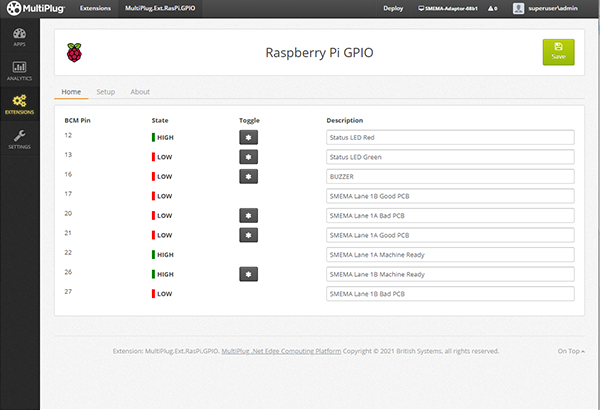 MultiPlug Extensions MultiPlug.Ext.RasPi.GPIO Deploy SMEMA-Adaptor-68b1 0 superuser\admin
APPS
ANALYTICS
EXTENSIONS
SETTINGS
Raspberry Pi GPIO
Save
Home Setup About
BCM Pin State Toggle Description
12 HIGH Status LED Red
13 LOW Status LED Green
16 LOW BUZZER
17 LOW SMEMA Lane 1B Good PCB
20 LOW SMEMA Lane 1A Bad PCB
21 LOW SMEMA Lane 1A Good PCB
22 HIGH SMEMA Lane 1A Machine Ready
26 HIGH SMEMA Lane 1B Machine Ready
27 LOW SMEMA Lane 1B Bad PCB
Extension: MultiPlug.Ext.RasPi.GPIO. MultiPlug .Net Edge Computing Platform Copyright © 2021 British Systems, all rights reserved. On Top